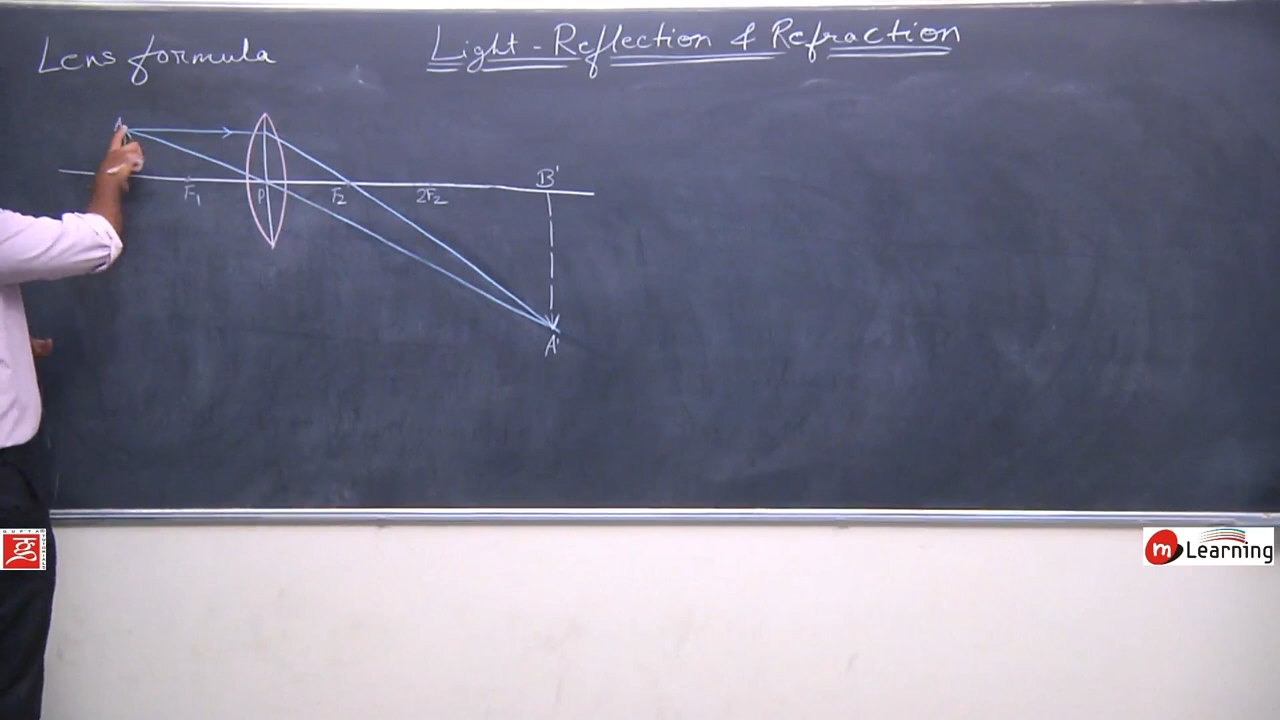 Lens formula
Light - Reflection & Refraction
A
B'
F1
P
F2
2F2
A'
m Learning